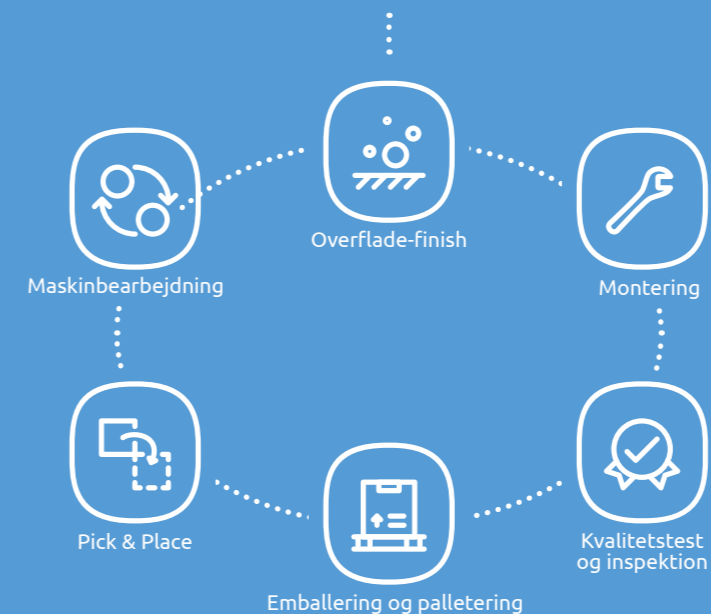 Overflade-finish
Maskinbearbejdning
Montering
Pick & Place
Kvalitetstest
og inspektion
Emballering og palletering